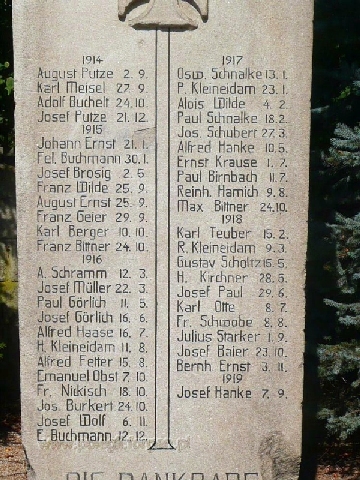 1914
August Putze 2. 9.
Karl Meisel 27. 9.
Adolf Buchelt 24. 10.
Josef Putze 21. 12.
1915
Johann Ernst 21. 1.
Fel. Buchmann 30. 1.
Josef Brosig 2. 5.
Franz Wilde 25. 9.
August Ernst 25. 9.
Franz Geier 29. 9.
Karl Berger 10. 10.
Franz Bittner 24. 10.
1916
A. Schramm 12. 3.
Josef Müller 22. 3.
Paul Görlich 11. 5.
Josef Görlich 16. 6.
Alfred Haase 16. 7.
H. Kleineidam 11. 8.
Alfred Felter 15. 8.
Emanuel Obst 7. 10.
Fr. Nickisch 18. 10.
Jos. Burkert 24. 10.
Josef Wolf 6. 11.
E. Buchmann 12. 12.
1917
Osw. Schnalke 13. 1.
P. Kleineidam 23. 1.
Alois Wilde 4. 2.
Paul Schnalke 18. 2.
Jos. Schubert 27. 3.
Alfred Hanke 10. 5.
Ernst Krause 1. 7.
Paul Birnbach 11. 7.
Reinh. Hamich 9. 8.
Max Bittner 24. 10.
1918
Karl Teuber 15. 2.
R. Kleineidam 9. 3.
Gustav Scholtz 15. 5.
H. Kirchner 28. 5.
Josef Paul 29. 6.
Karl Otte 8. 7.
Fr. Schwobe 8. 8.
Julius Starker 1. 9.
Josef Baier 23. 10.
Bernh Ernst 3. 11.
1919
Josef Hanke 7. 9.
DIE DANKBARE